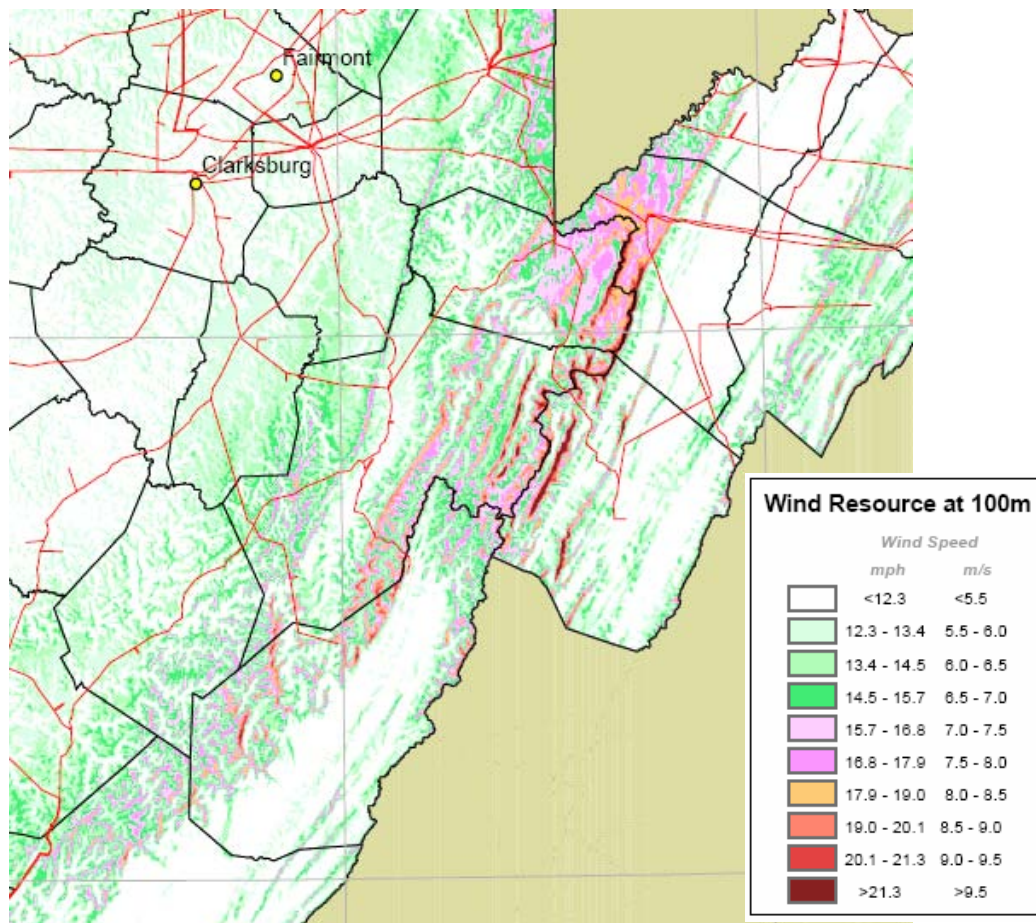 Fairmont
Clarksburg
Wind Resource at 100m
Wind Speed
mph m/s
<12.3 <5.5
12.3 - 13.4 5.5 - 6.0
13.4 - 14.5 6.0 - 6.5
14.5 - 15.7 6.5 - 7.0
15.7 - 16.8 7.0 - 7.5
16.8 - 17.9 7.5 - 8.0
17.9 - 19.0 8.0 - 8.5
19.0 - 20.1 8.5 - 9.0
20.1 - 21.3 9.0 - 9.5
>21.3 >9.5